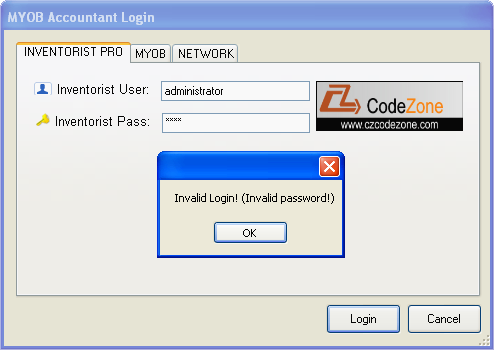 MYOB Accountant Login
INVENTORIST PRO MYOB NETWORK
Inventorist User: administrator
Inventorist Pass: ****
CodeZone
www.czcodezone.com
Invalid Login! (Invalid password!)
OK
Login Cancel